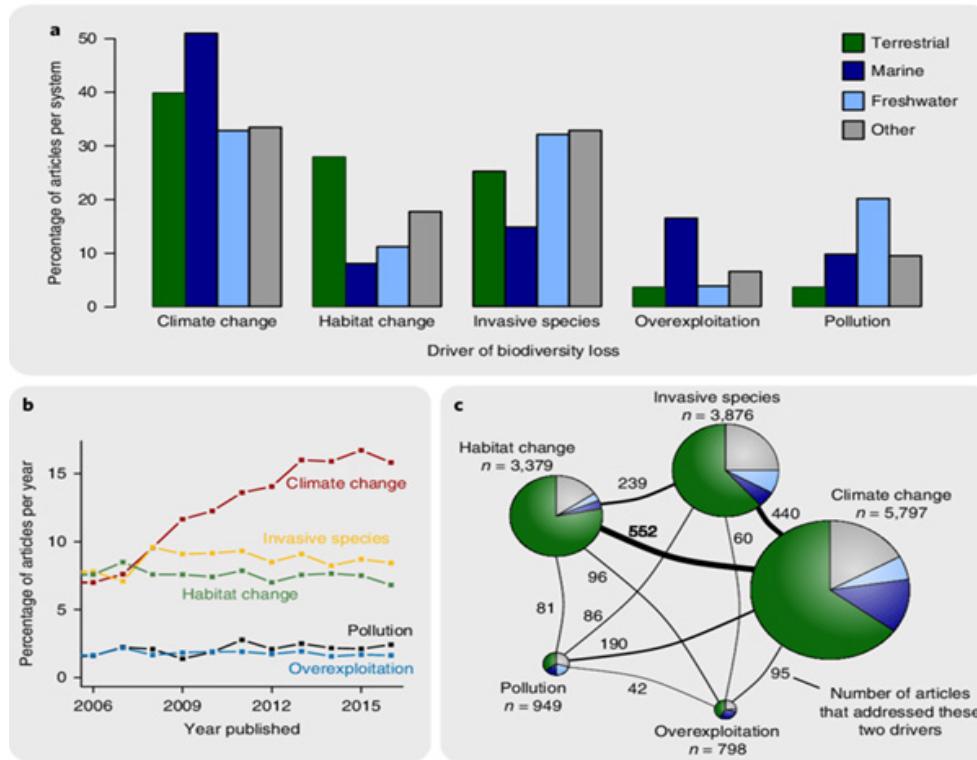 a
50
40
30
20
10
0
Percentage of articles per system
Terrestrial
Marine
Freshwater
Other
Climate change
Habitat change
Invasive species
Overexploitation
Pollution
Driver of biodiversity loss
b
15
10
5
0
Percentage of articles per year
Climate change
Invasive species
Habitat change
Pollution
Overexploitation
2006
2009
2012
2015
Year published
c
Invasive species
n = 3,876
Habitat change
n = 3,379
Climate change
n = 5,797
239
440
552
60
96
81
86
190
42
95
Pollution
n = 949
Overexploitation
n = 798
Number of articles
that addressed these
two drivers